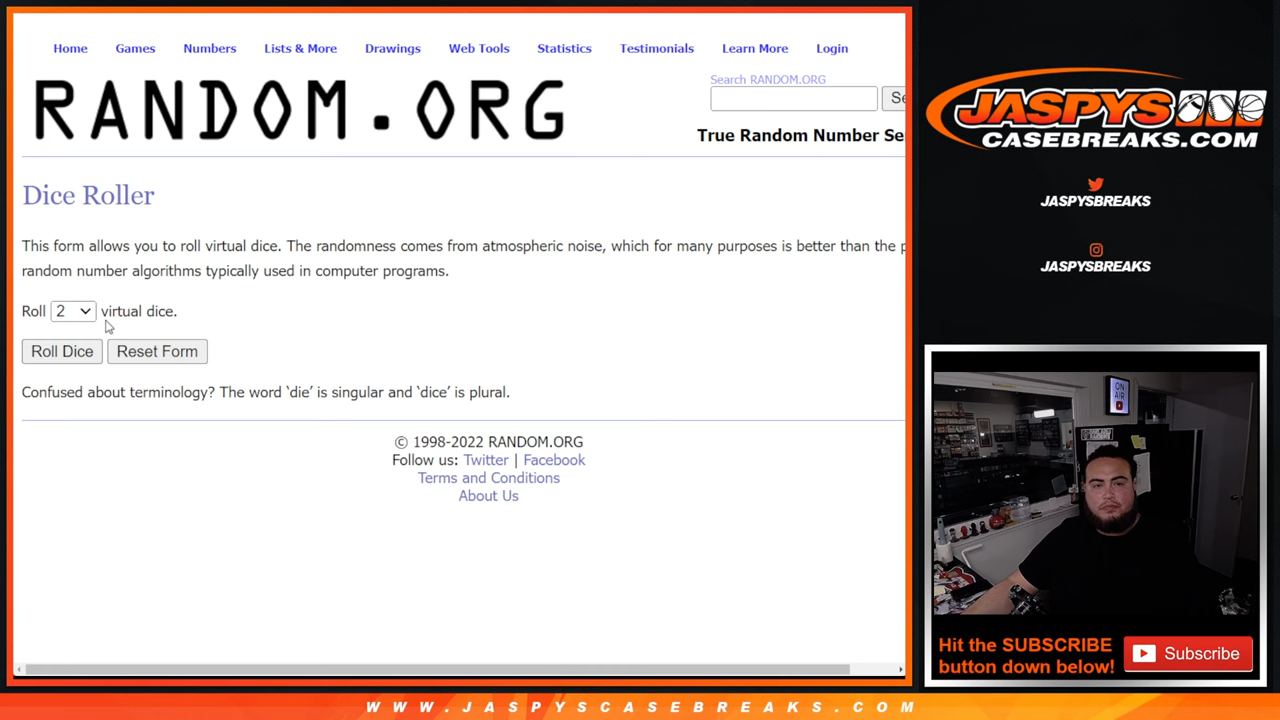 Home Games Numbers Lists & More Drawings Web Tools Statistics Testimonials Learn More Login
RANDOM.ORG
Search RANDOM.ORG
Se
True Random Number Se
Dice Roller
This form allows you to roll virtual dice. The randomness comes from atmospheric noise, which for many purposes is better than the p
random number algorithms typically used in computer programs.
Roll 2 virtual dice.
Roll Dice Reset Form
Confused about terminology? The word ‘die’ is singular and ‘dice’ is plural.
© 1998-2022 RANDOM.ORG
Follow us: Twitter | Facebook
Terms and Conditions
About Us
JASPYS
CASEBREAKS.COM
JASPYSBREAKS
JASPYSBREAKS
ON
AIR
Hit the SUBSCRIBE
button down below!
Subscribe
WWW.JASPYSCASEBREAKS.COM